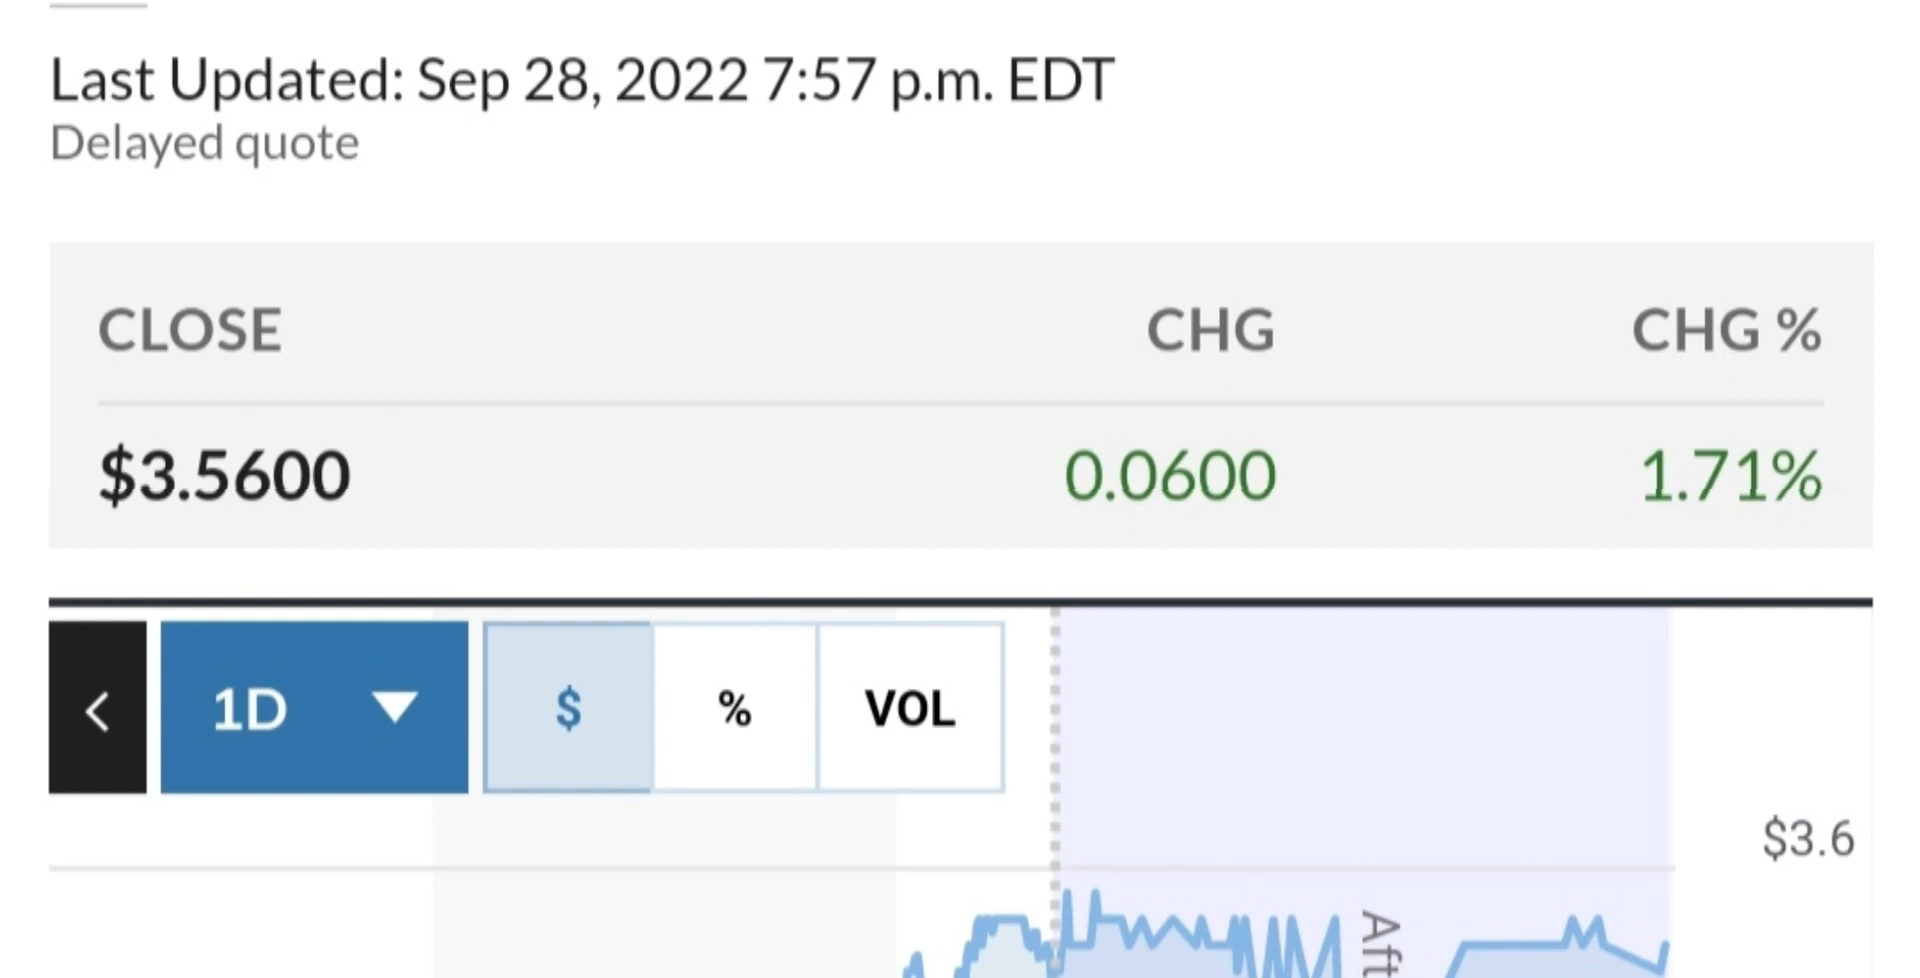 Last Updated: Sep 28, 2022 7:57 p.m. EDT
Delayed quote
CLOSE CHG CHG %
$3.5600 0.0600 1.71%
1D $ % VOL
$3.6
Aft